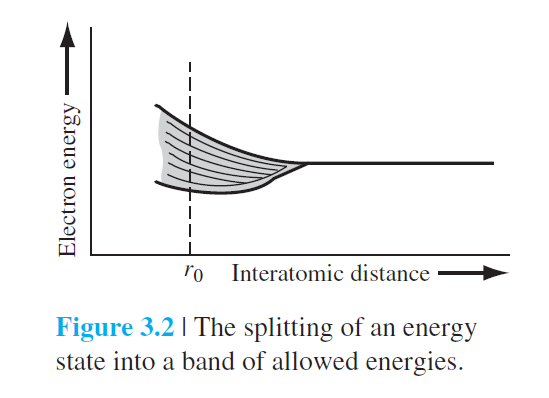 Electron energy
r0 Interatomic distance
Figure 3.2 | The splitting of an energy
state into a band of allowed energies.